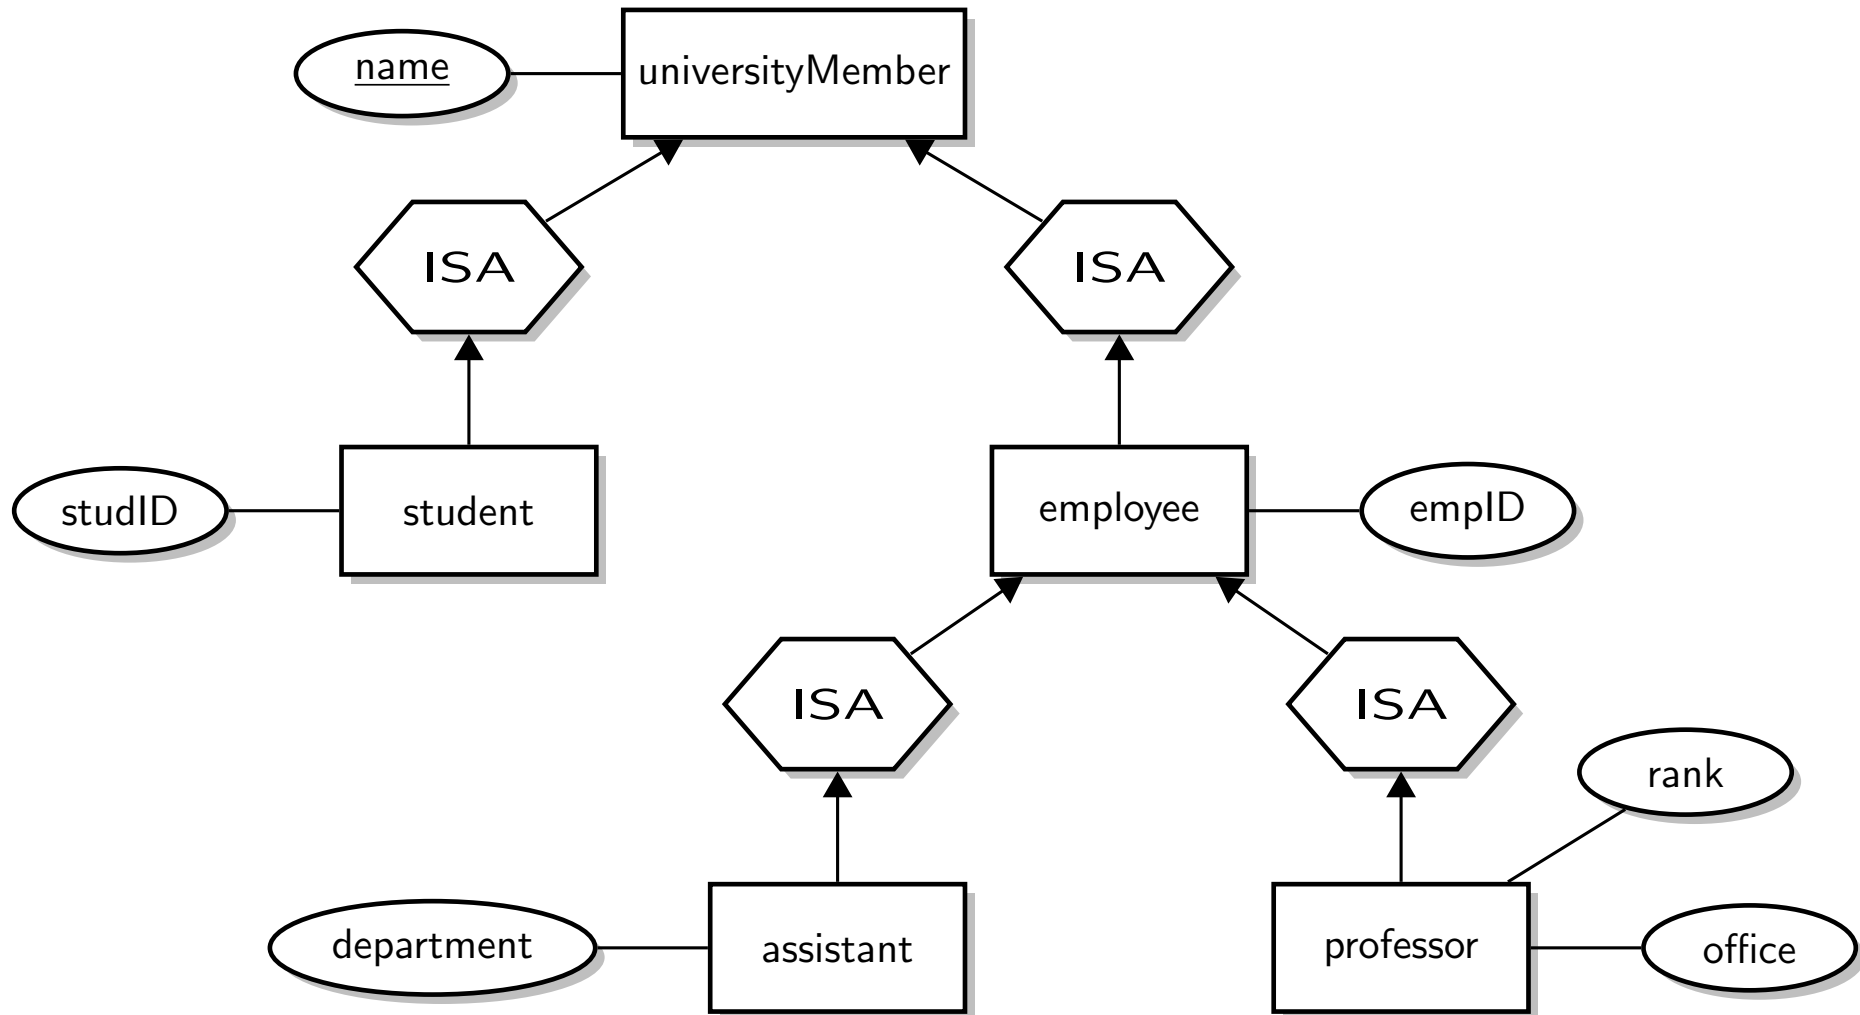 name
universityMember
ISA
ISA
studID
student
employee
empID
ISA
ISA
rank
department
assistant
professor
office